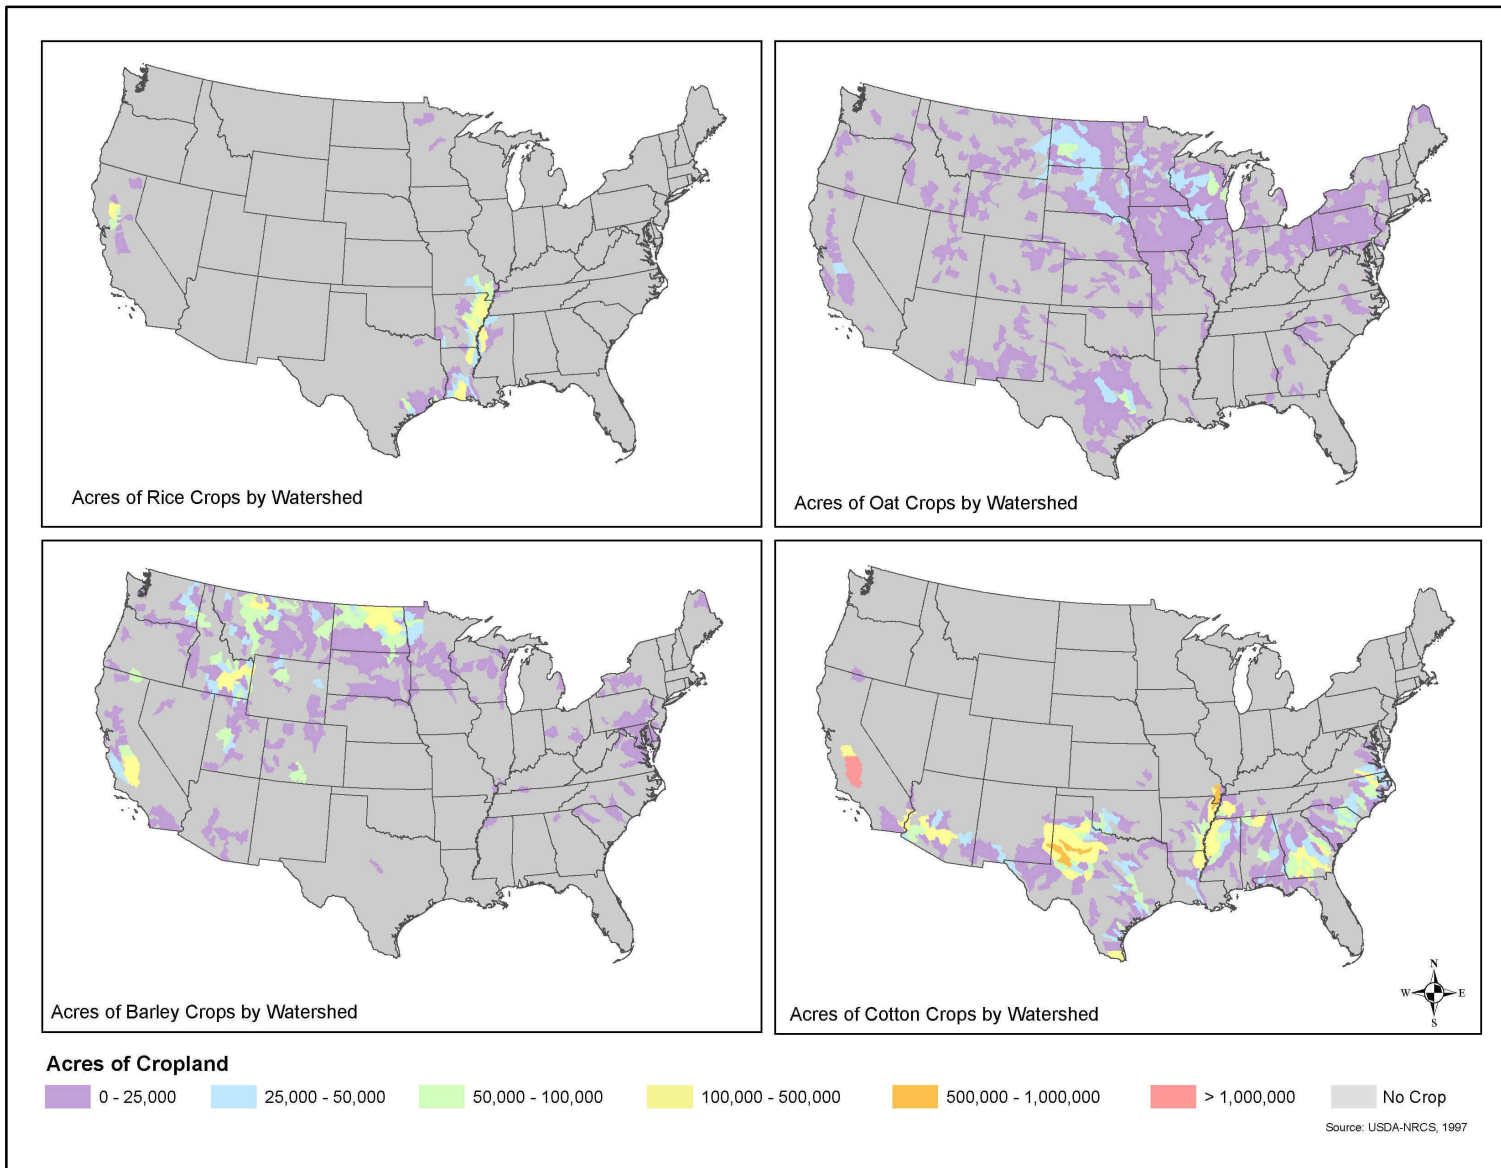 Acres of Rice Crops by Watershed
Acres of Oat Crops by Watershed
Acres of Barley Crops by Watershed
Acres of Cotton Crops by Watershed
N
W E
S
Acres of Cropland
0 - 25,000
25,000 - 50,000
50,000 - 100,000
100,000 - 500,000
500,000 - 1,000,000
> 1,000,000
No Crop
Source: USDA-NRCS, 1997